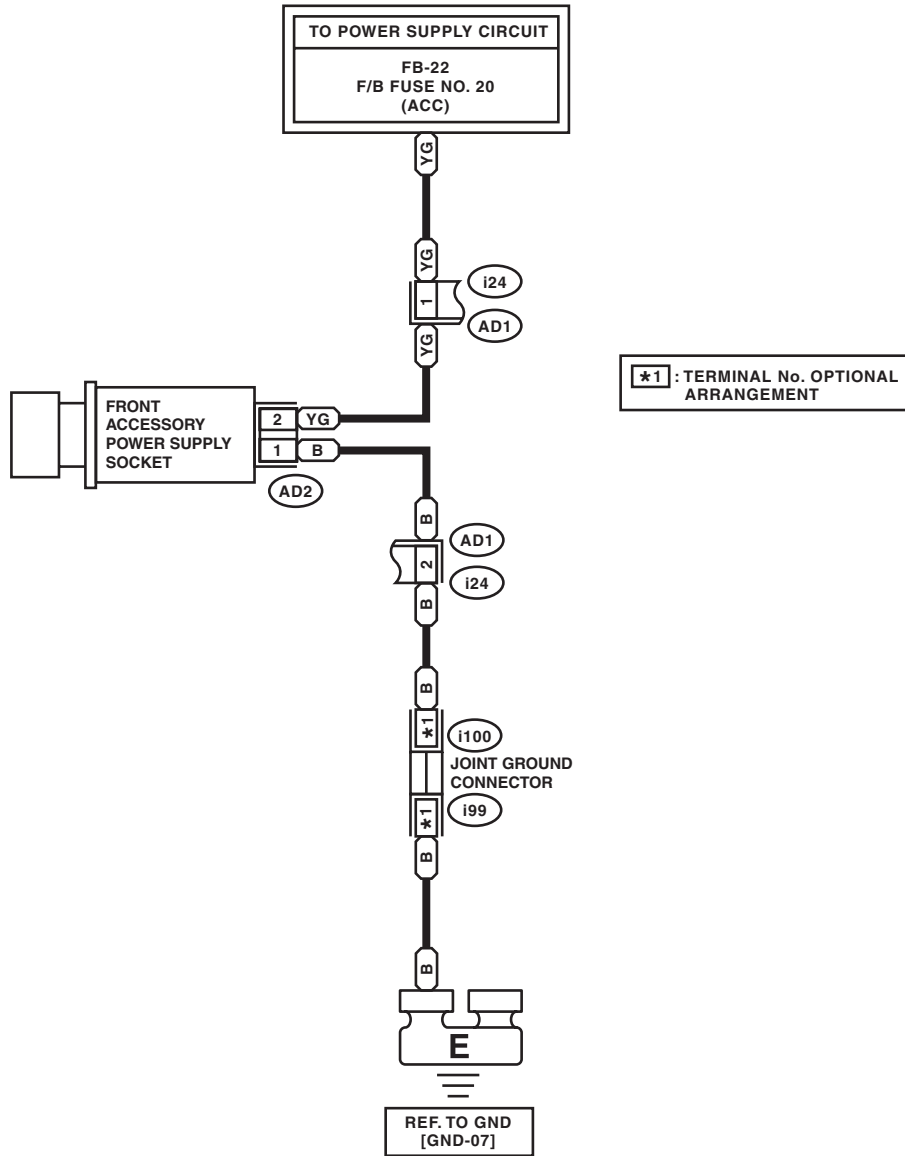 TO POWER SUPPLY CIRCUIT
FB-22
F/B FUSE NO. 20
(ACC)
YG
YG
1
i24
AD1
YG
*1 : TERMINAL No. OPTIONAL
ARRANGEMENT
FRONT
ACCESSORY
POWER SUPPLY
SOCKET
2 YG
1 B
AD2
B
AD1
2
i24
B
B
*1
i100
JOINT GROUND
CONNECTOR
*1
i99
B
B
E
REF. TO GND
[GND-07]